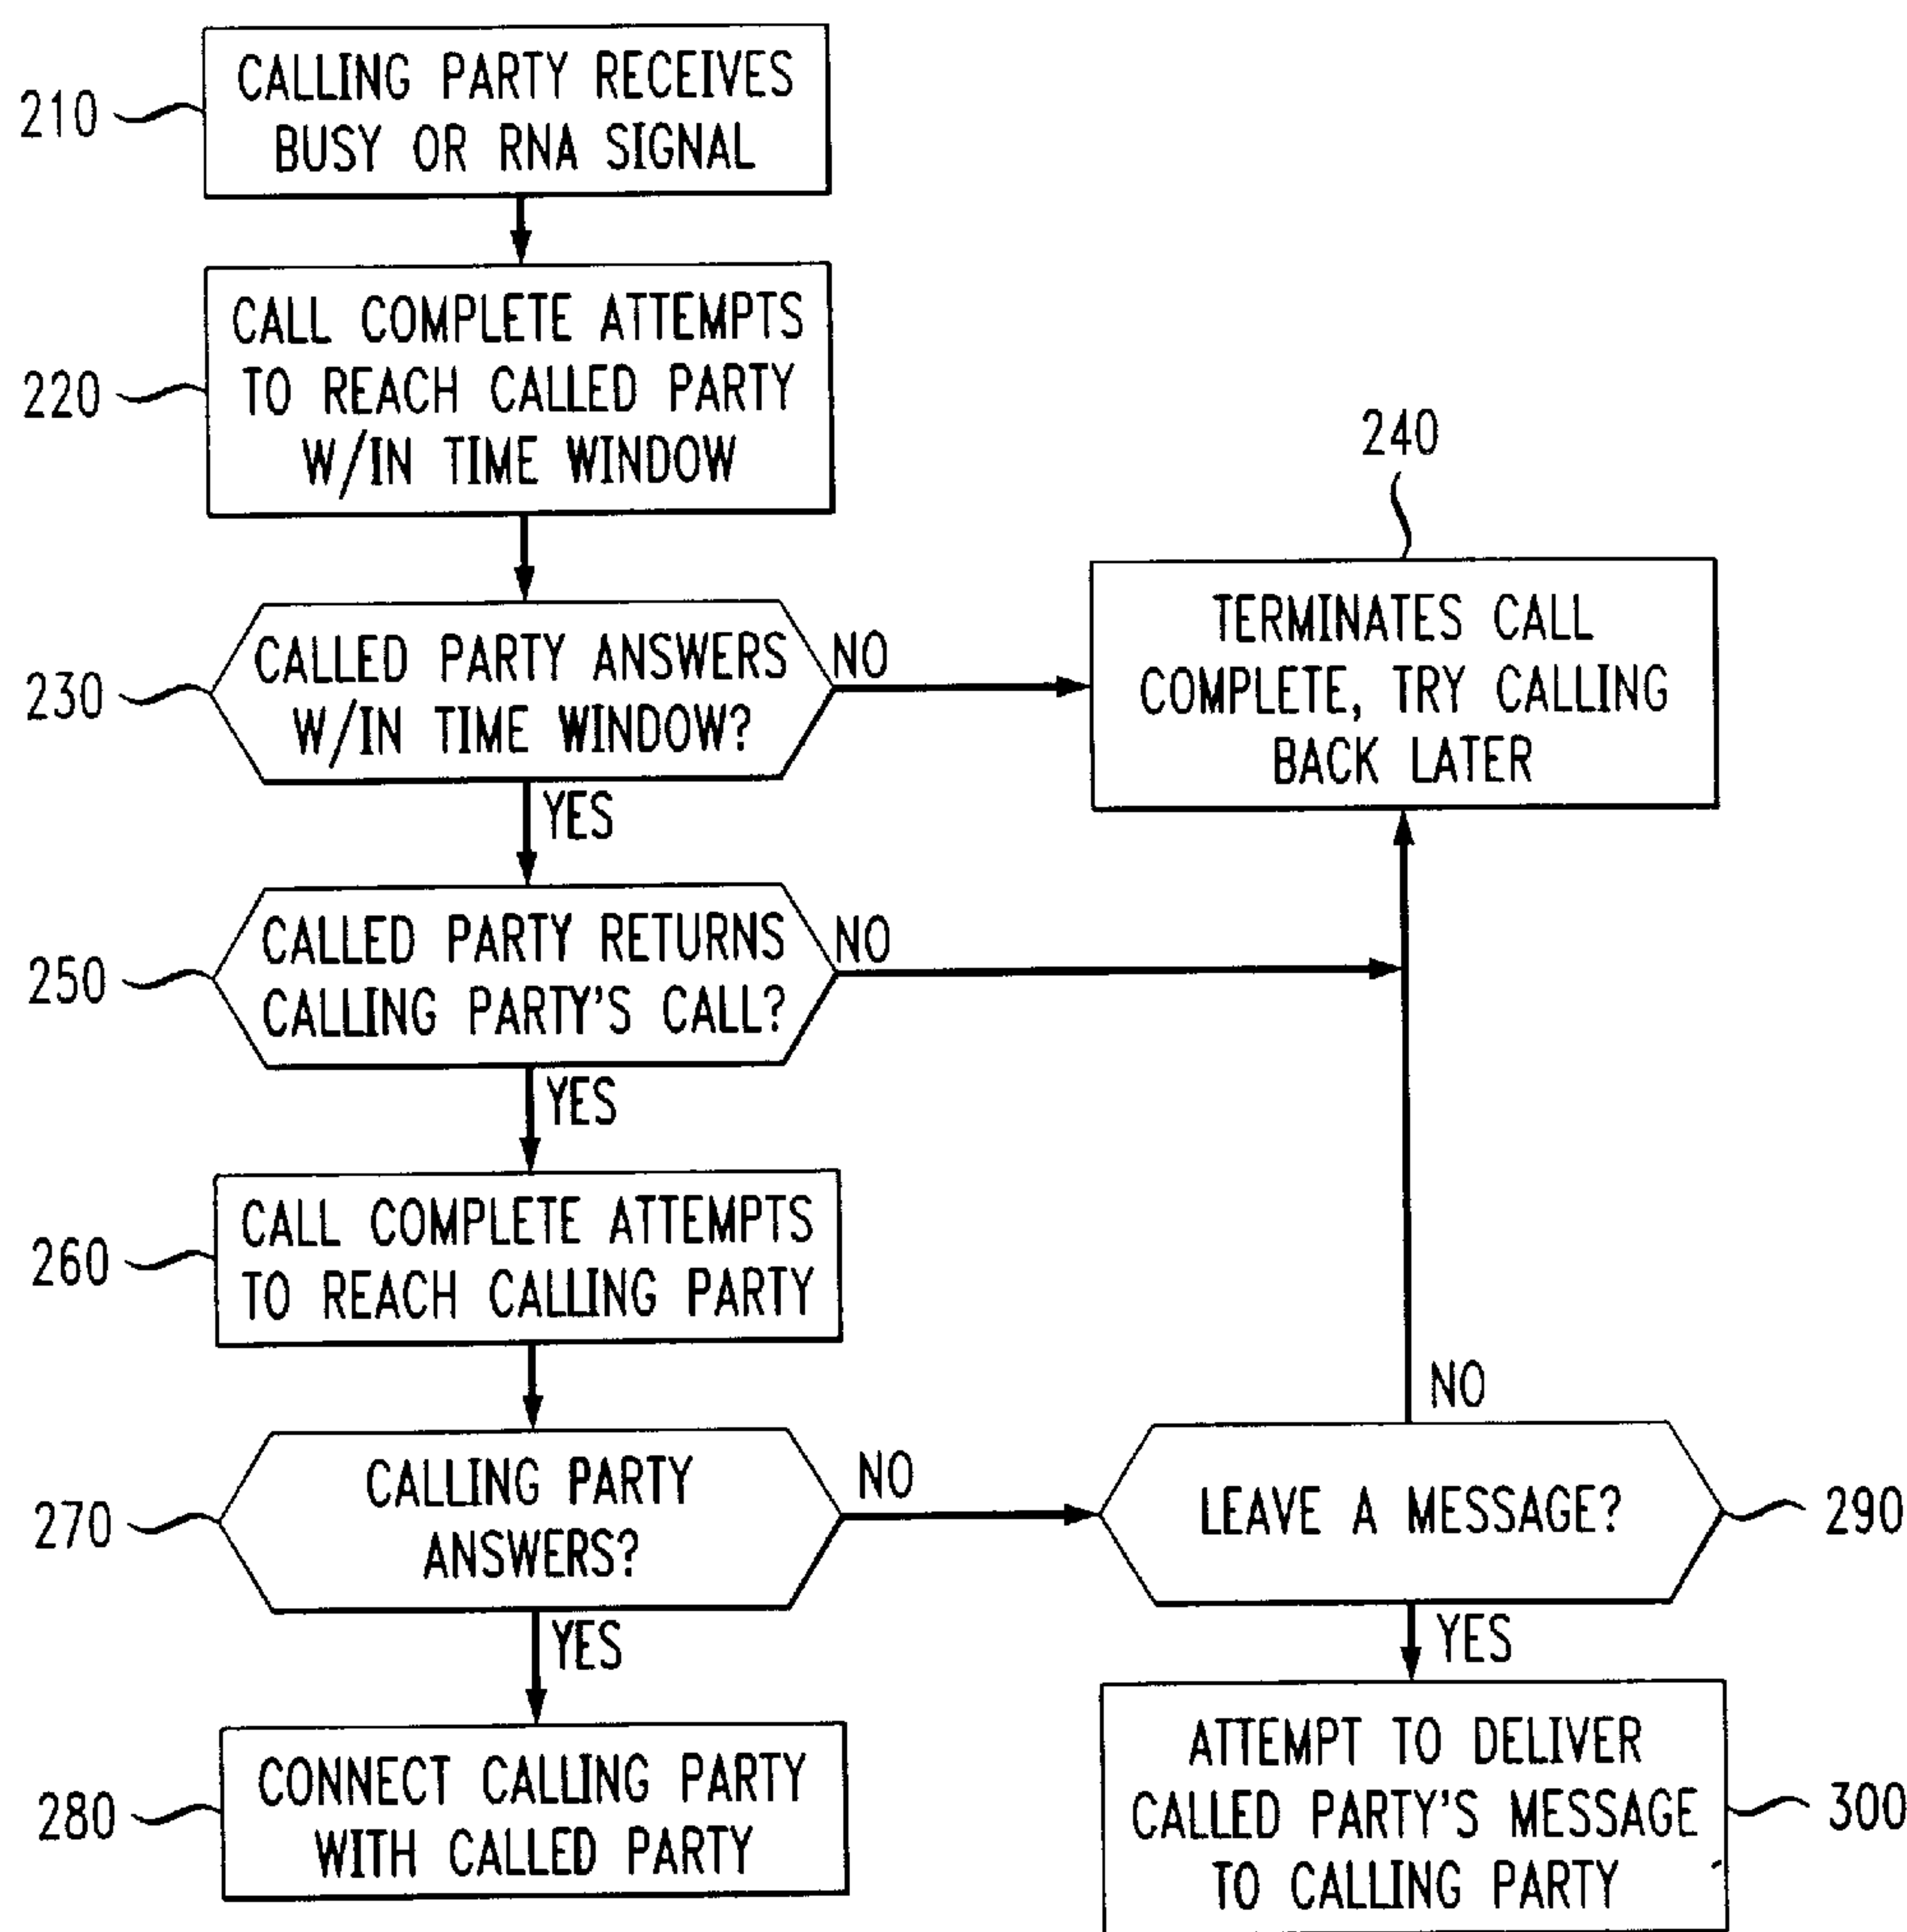 210
CALLING PARTY RECEIVES
BUSY OR RNA SIGNAL
220
CALL COMPLETE ATTEMPTS
TO REACH CALLED PARTY
W/IN TIME WINDOW
230
CALLED PARTY ANSWERS
W/IN TIME WINDOW?
NO
YES
240
TERMINATES CALL
COMPLETE, TRY CALLING
BACK LATER
250
CALLED PARTY RETURNS
CALLING PARTY'S CALL?
NO
YES
260
CALL COMPLETE ATTEMPTS
TO REACH CALLING PARTY
270
CALLING PARTY
ANSWERS?
NO
YES
NO
LEAVE A MESSAGE?
290
YES
280
CONNECT CALLING PARTY
WITH CALLED PARTY
ATTEMPT TO DELIVER
CALLED PARTY'S MESSAGE
TO CALLING PARTY
300